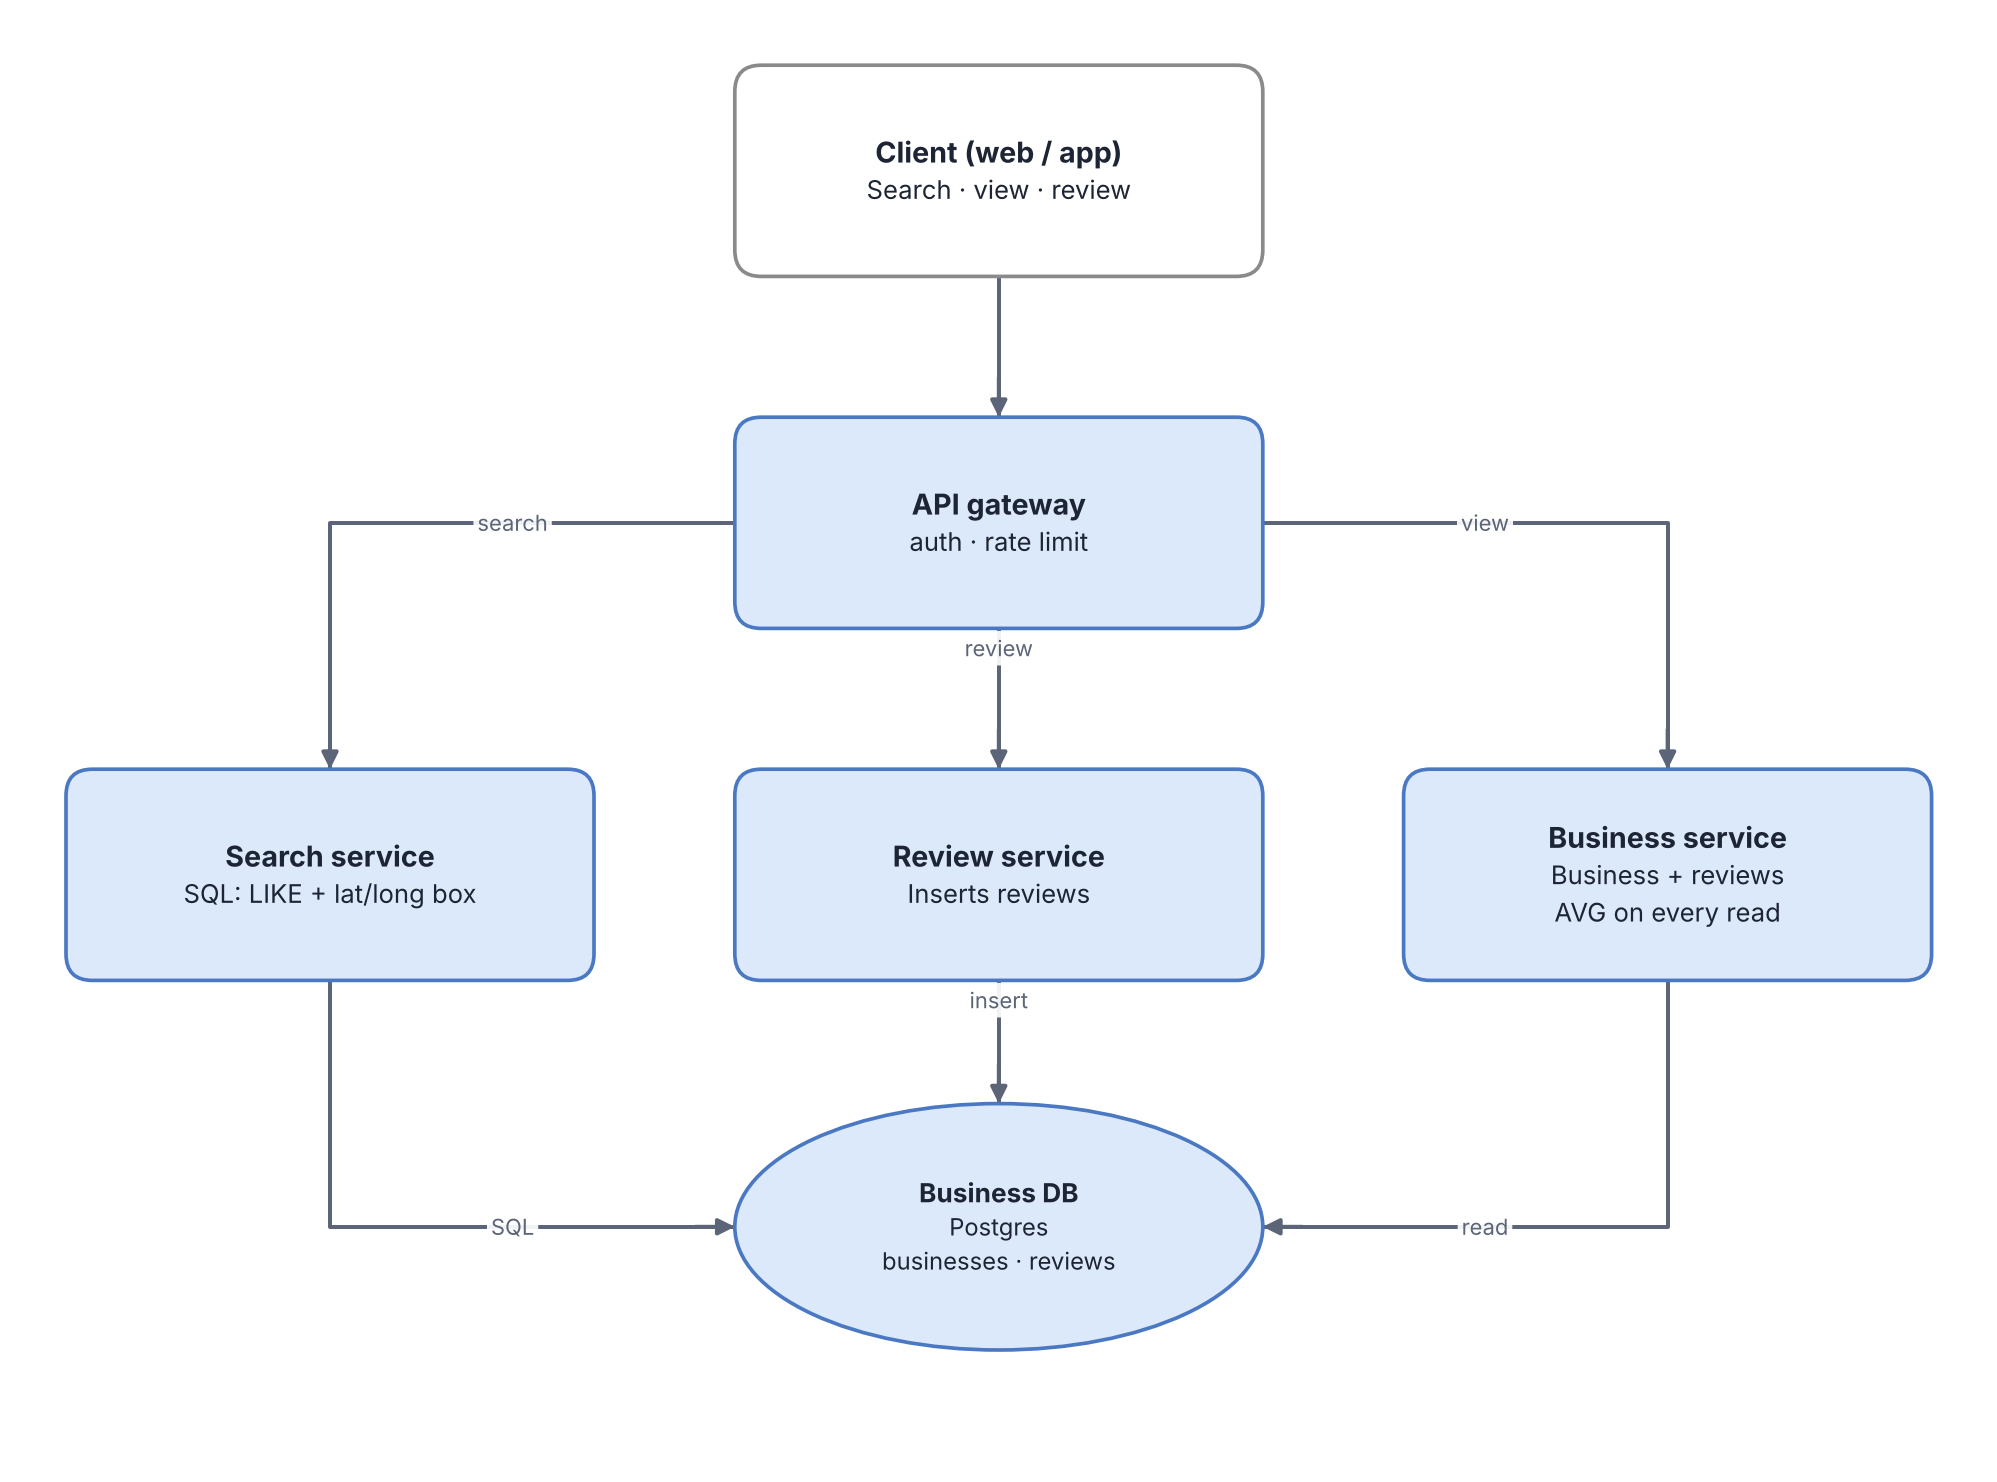 Client (web / app)
Search · view · review
API gateway
auth · rate limit
search
view
review
Search service
SQL: LIKE + lat/long box
Review service
Inserts reviews
Business service
Business + reviews
AVG on every read
insert
Business DB
Postgres
businesses · reviews
SQL
read